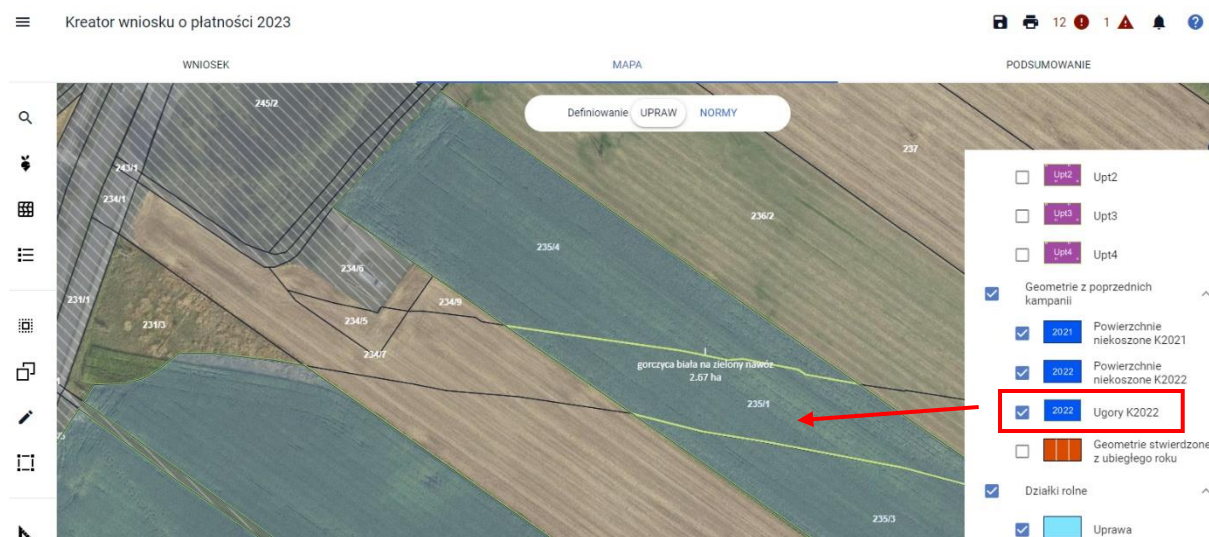 Kreator wniosku o płatności 2023
12
1
WNIOSEK
MAPA
PODSUMOWANIE
Definiowanie UPRAW NORMY
245/2
237
243/1
234/1
236/2
235/4
234/6
231/1
234/9
231/3
234/5
234/7
gorczyca biała na zielony nawóz
2.67 ha
235/1
235/3
Upt2 Upt2
Upt3 Upt3
Upt4 Upt4
Geometrie z poprzednich
kampanii
2021 Powierzchnie
niekoszone K2021
2022 Powierzchnie
niekoszone K2022
2022 Ugory K2022
Geometrie stwierdzone
z ubiegłego roku
Działki rolne
Uprawa